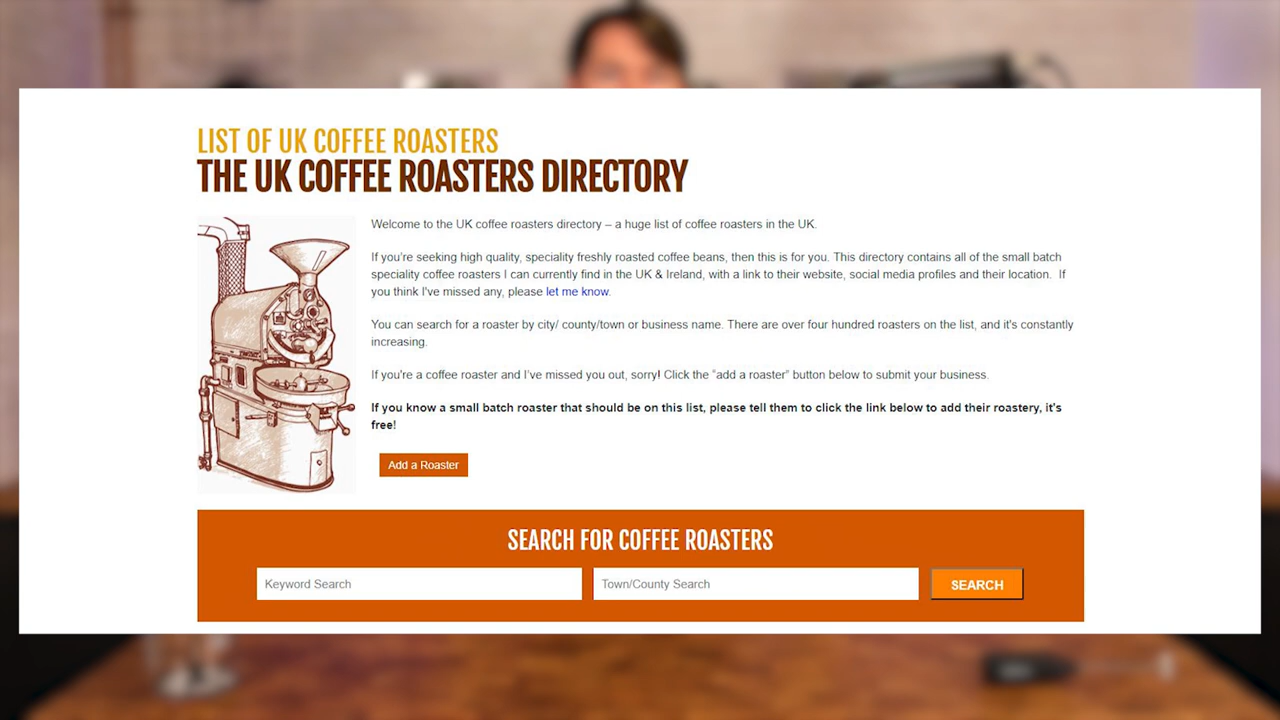 LIST OF UK COFFEE ROASTERS
THE UK COFFEE ROASTERS DIRECTORY
Welcome to the UK coffee roasters directory – a huge list of coffee roasters in the UK.
If you're seeking high quality, speciality freshly roasted coffee beans, then this is for you. This directory contains all of the small batch
speciality coffee roasters I can currently find in the UK & Ireland, with a link to their website, social media profiles and their location.  If
you think I've missed any, please let me know.
You can search for a roaster by city/ county/town or business name. There are over four hundred roasters on the list, and it's constantly
increasing.
If you're a coffee roaster and I've missed you out, sorry! Click the “add a roaster” button below to submit your business.
If you know a small batch roaster that should be on this list, please tell them to click the link below to add their roastery, it's
free!
Add a Roaster
SEARCH FOR COFFEE ROASTERS
Keyword Search
Town/County Search
SEARCH